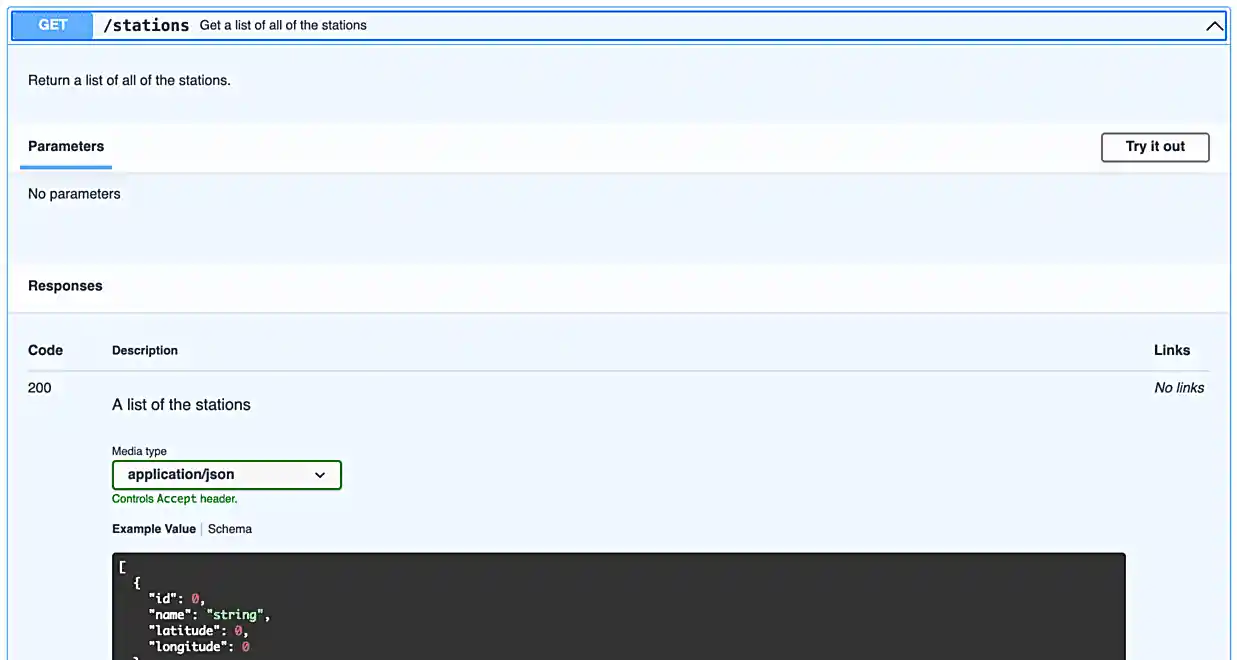 GET /stations Get a list of all of the stations
Return a list of all of the stations.
Parameters
Try it out
No parameters
Responses
Code Description Links
200 No links
A list of the stations
Media type
application/json
Controls Accept header.
Example Value | Schema
[
{
"id": 0,
"name": "string",
"latitude": 0,
"longitude": 0
}